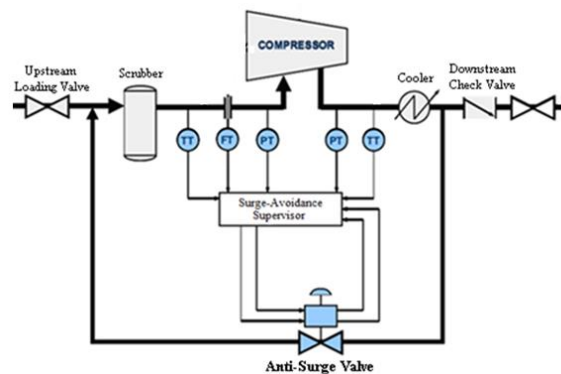 COMPRESSOR
Upstream
Loading Valve
Scrubber
Cooler
Downstream
Check Valve
TT
FT
PT
PT
TT
Surge-Avoidance
Supervisor
Anti-Surge Valve